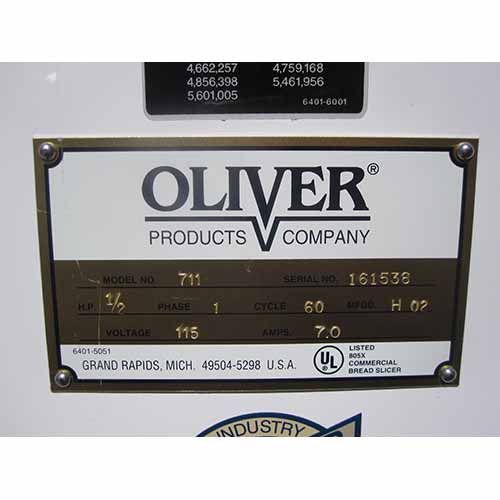 4,662,257 4,759,168
4,856,398 5,461,956
5,601,005
6401-6001
OLIVER®
PRODUCTS COMPANY
MODEL NO. 711 SERIAL NO. 161538
H.P. 1/2 PHASE 1 CYCLE 60 MFGD. H 02
VOLTAGE 115 AMPS. 7.0
6401-5051
GRAND RAPIDS, MICH. 49504-5298 U.S.A.
UL
LISTED
805X
COMMERCIAL
BREAD SLICER
INDUSTRY